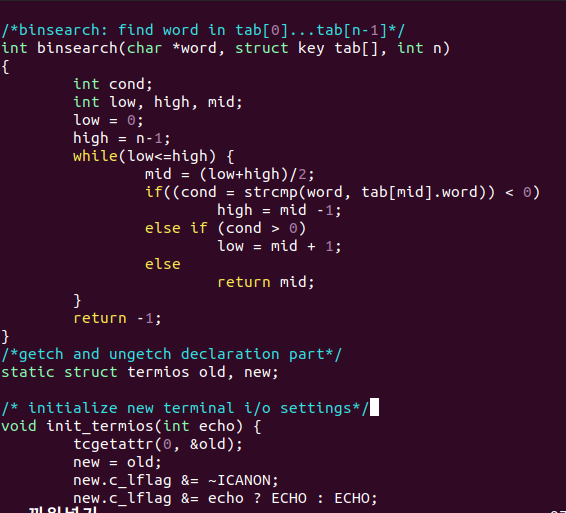 /*binsearch: find word in tab[0]...tab[n-1]*/
int binsearch(char *word, struct key tab[], int n)
{
        int cond;
        int low, high, mid;
        low = 0;
        high = n-1;
        while(low<=high) {
                mid = (low+high)/2;
                if((cond = strcmp(word, tab[mid].word)) < 0)
                        high = mid -1;
                else if (cond > 0)
                        low = mid + 1;
                else
                        return mid;
        }
        return -1;
}
/*getch and ungetch declaration part*/
static struct termios old, new;

/* initialize new terminal i/o settings*/
void init_termios(int echo) {
        tcgetattr(0, &old);
        new = old;
        new.c_lflag &= ~ICANON;
        new.c_lflag &= echo ? ECHO : ECHO;